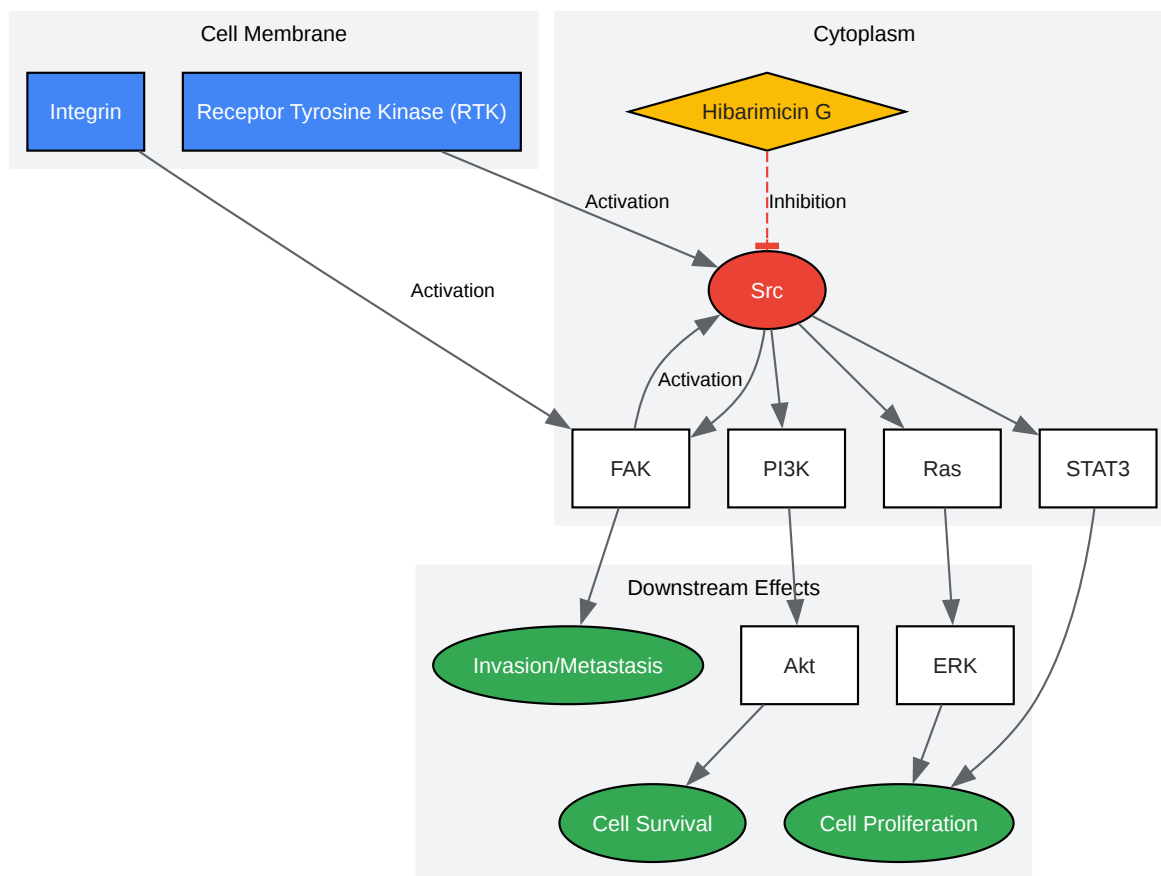 Cell Membrane
Cytoplasm
Integrin
Receptor Tyrosine Kinase (RTK)
Hibarimicin G
Activation
Inhibition
Activation
Src
Activation
FAK
PI3K
Ras
STAT3
Downstream Effects
Invasion/Metastasis
Akt
ERK
Cell Survival
Cell Proliferation